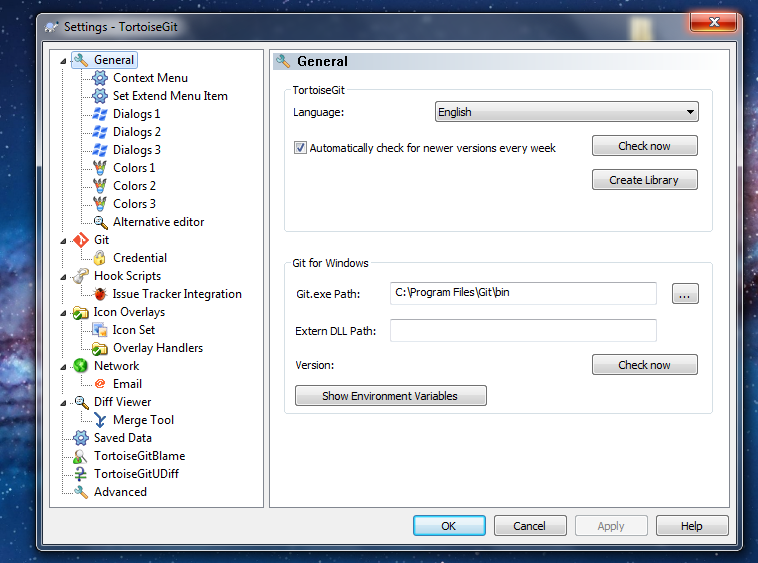 Settings - TortoiseGit
General
Context Menu
Set Extend Menu Item
Dialogs 1
Dialogs 2
Dialogs 3
Colors 1
Colors 2
Colors 3
Alternative editor
Git
Credential
Hook Scripts
Issue Tracker Integration
Icon Overlays
Icon Set
Overlay Handlers
Network
Email
Diff Viewer
Merge Tool
Saved Data
TortoiseGitBlame
TortoiseGitUDiff
Advanced
General
TortoiseGit
Language: English
Automatically check for newer versions every week Check now
Create Library
Git for Windows
Git.exe Path: C:\Program Files\Git\bin ...
Extern DLL Path:
Version: Check now
Show Environment Variables
OK Cancel Apply Help